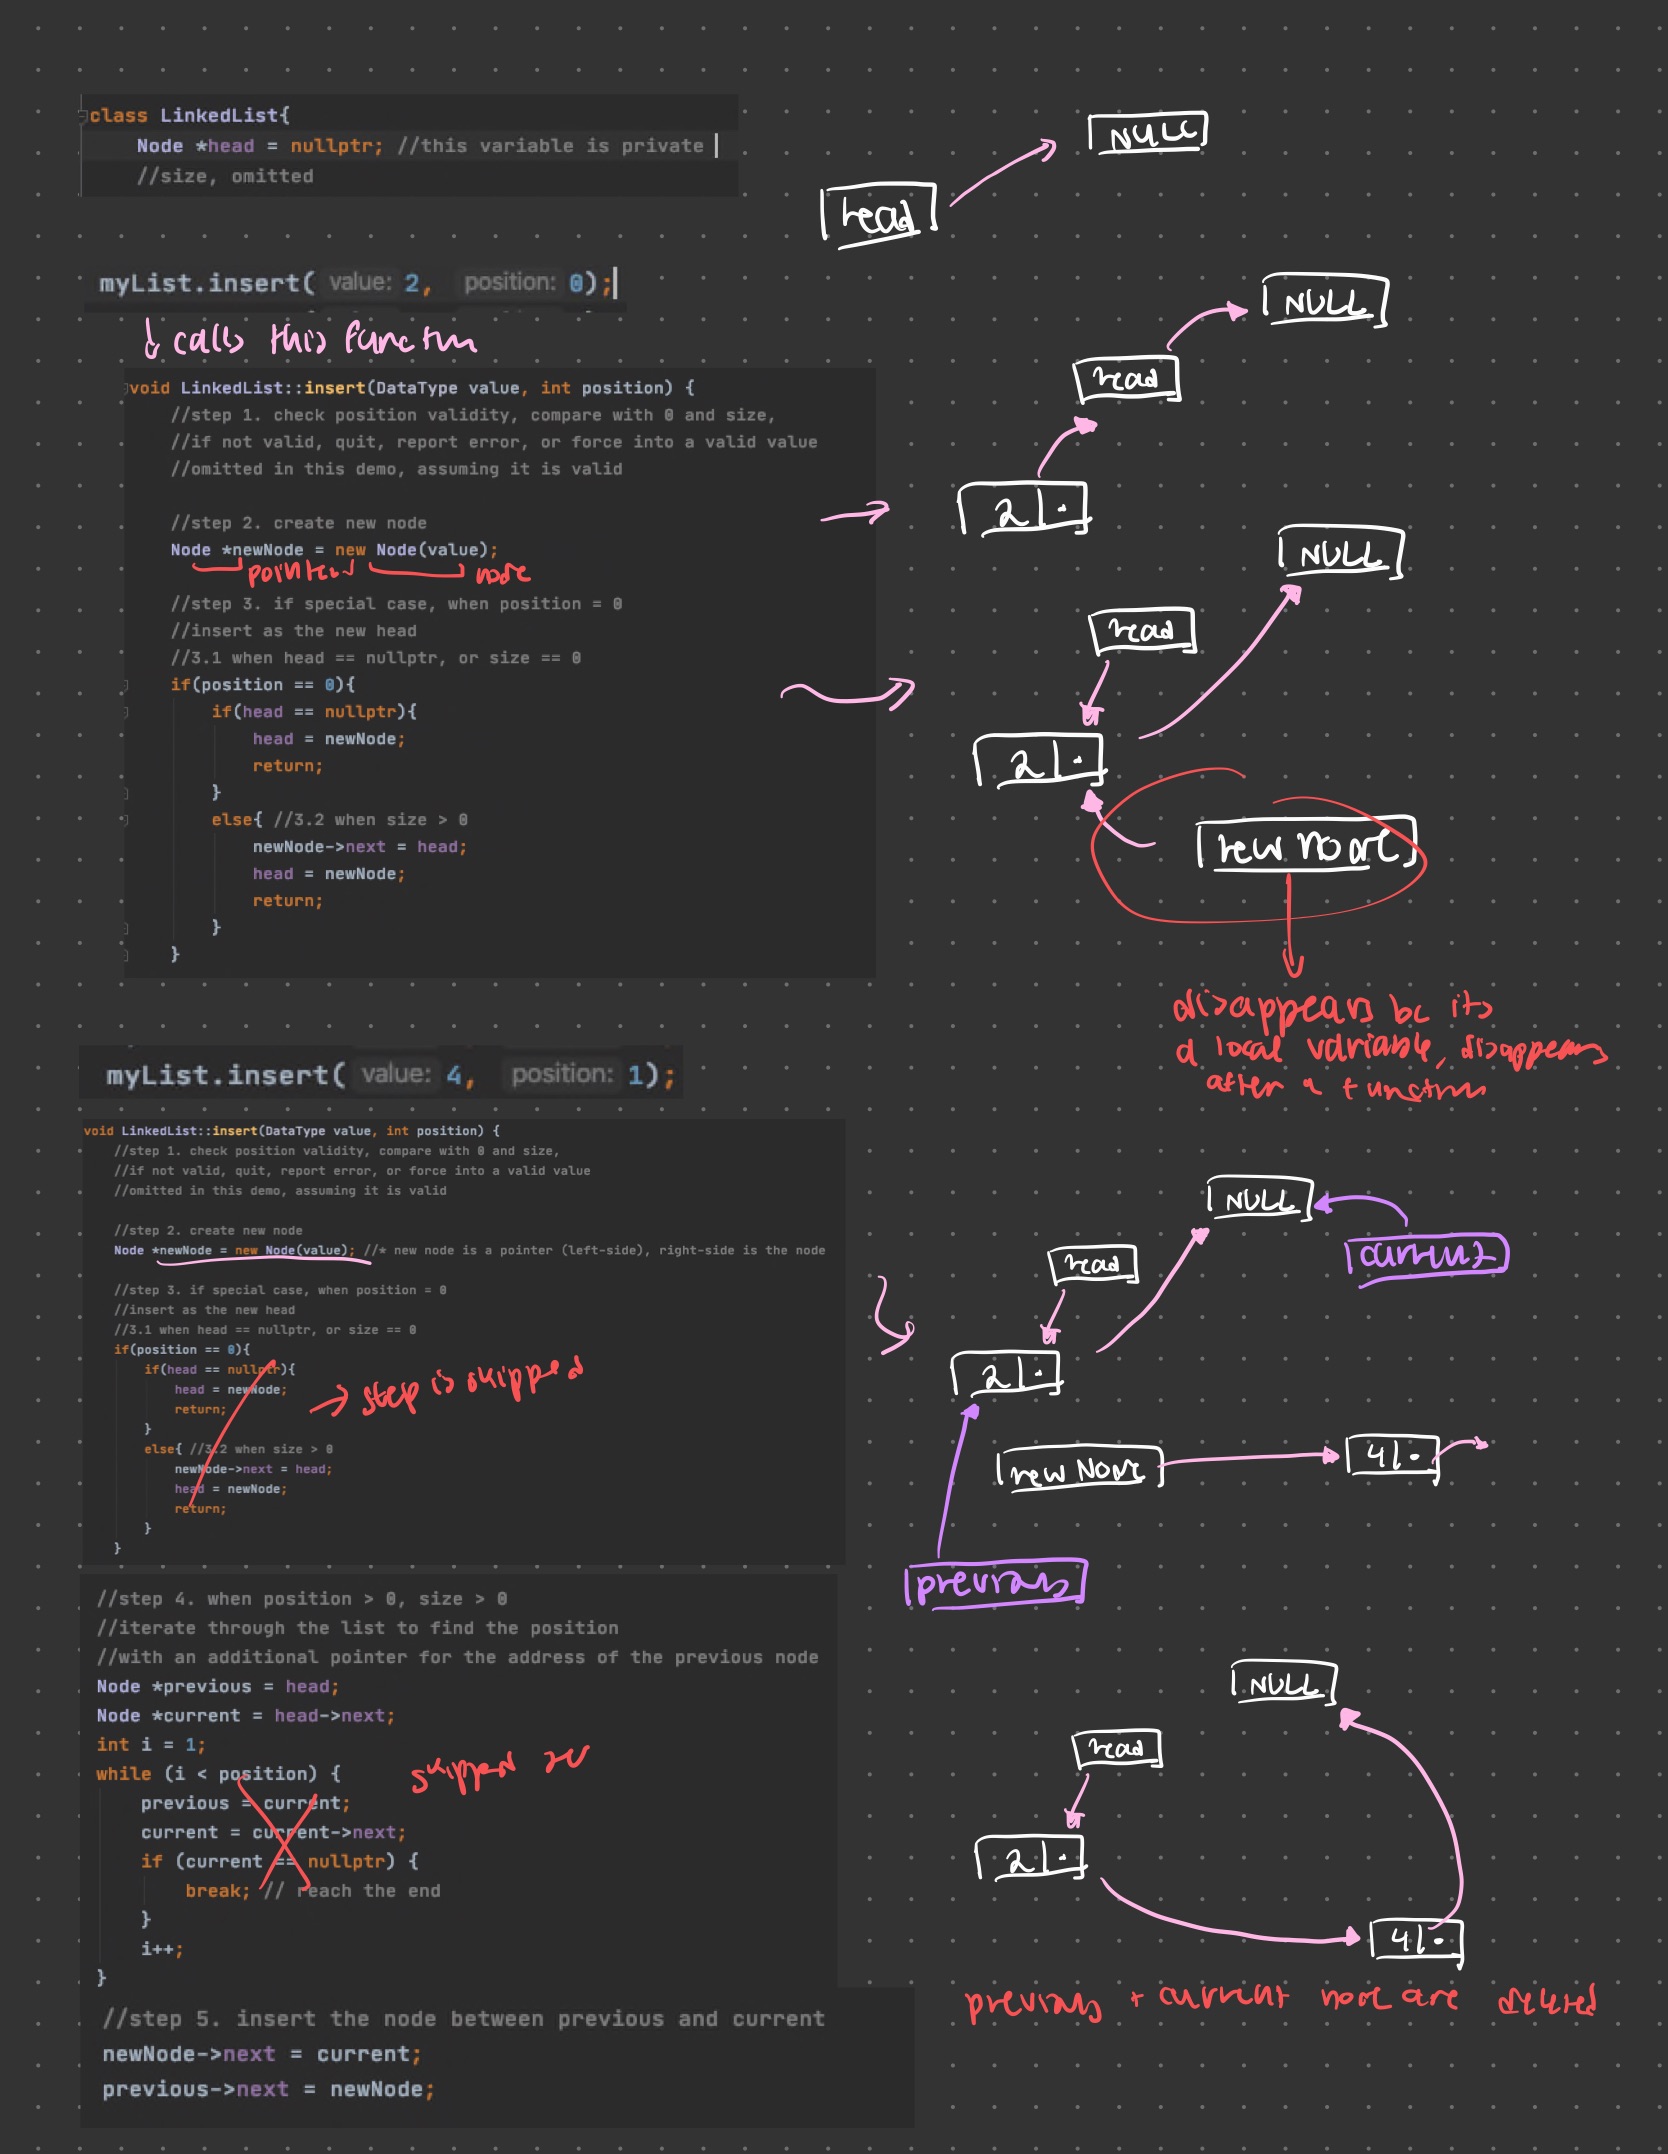 class LinkedList{
Node *head = nullptr; //this variable is private
//size, omitted
NULL
head
myList.insert( value: 2, position: 0);
calls this function
NULL
head
2
void LinkedList::insert(DataType value, int position) {
//step 1. check position validity, compare with 0 and size,
//if not valid, quit, report error, or force into a valid value
//omitted in this demo, assuming it is valid
//step 2. create new node
Node *newNode = new Node(value);
pointer node
//step 3. if special case, when position = 0
//insert as the new head
//3.1 when head == nullptr, or size == 0
if(position == 0){
if(head == nullptr){
head = newNode;
return;
}
else{ //3.2 when size > 0
newNode->next = head;
head = newNode;
return;
}
}
NULL
head
2
new node
disappears bc its
a local variable, disappears
after a function
myList.insert( value: 4, position: 1);
void LinkedList::insert(DataType value, int position) {
//step 1. check position validity, compare with 0 and size,
//if not valid, quit, report error, or force into a valid value
//omitted in this demo, assuming it is valid
//step 2. create new node
Node *newNode = new Node(value); //* new node is a pointer (left-side), right-side is the node
//step 3. if special case, when position = 0
//insert as the new head
//3.1 when head == nullptr, or size == 0
if(position == 0){
if(head == nullptr){
head = newNode;
return;
}
else{ //3.2 when size > 0
newNode->next = head;
head = newNode;
return;
}
}
step is skipped
NULL
current
head
2
new Node
4
previous
//step 4. when position > 0, size > 0
//iterate through the list to find the position
//with an additional pointer for the address of the previous node
Node *previous = head;
Node *current = head->next;
int i = 1;
while (i < position) {
previous = current;
current = current->next;
if (current == nullptr) {
break; // reach the end
}
i++;
}
skipped
//step 5. insert the node between previous and current
newNode->next = current;
previous->next = newNode;
NULL
head
2
4
previous + current node are deleted